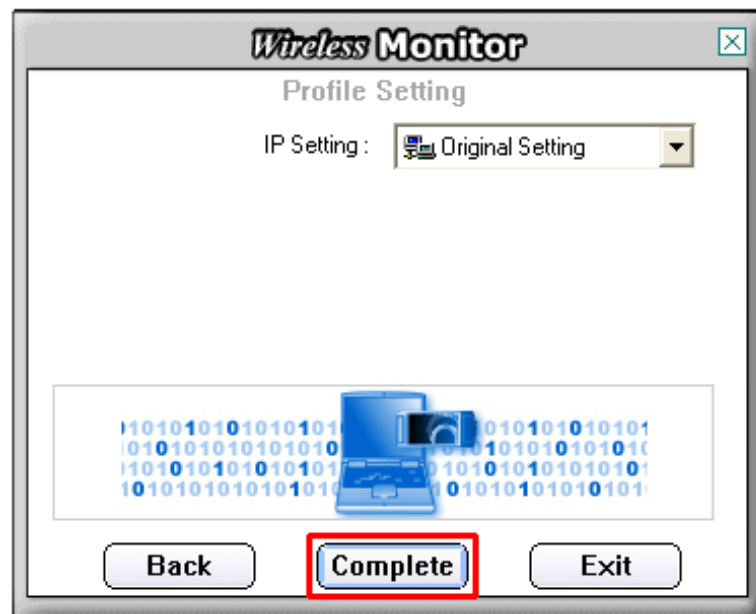 Wireless Monitor
Profile Setting
IP Setting : Original Setting
Back Complete Exit